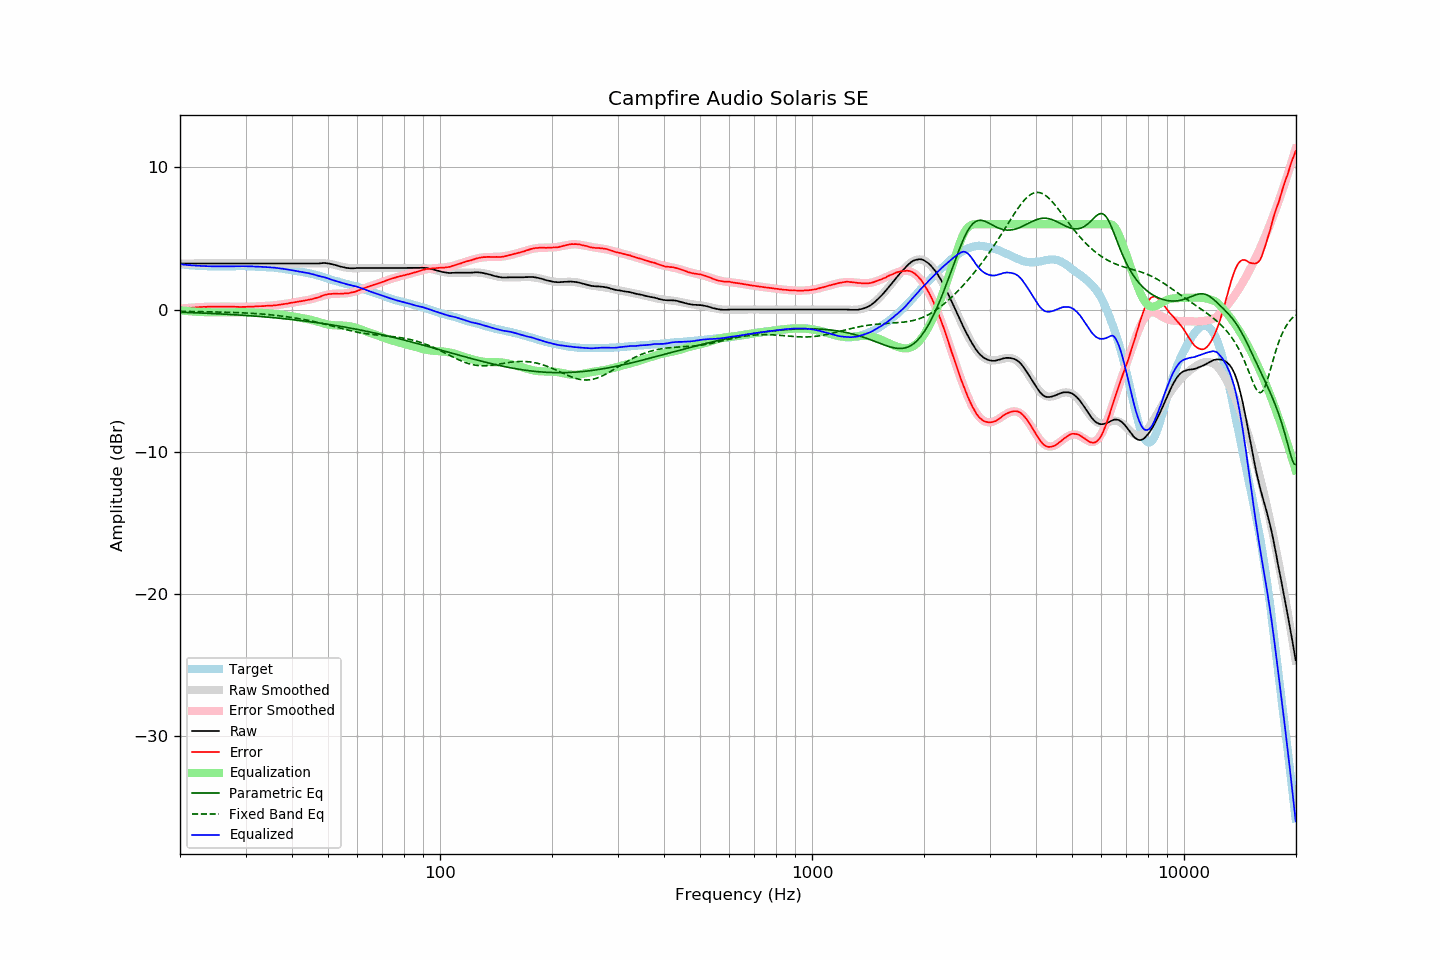 Campfire Audio Solaris SE
10
0
−10
−20
−30
Amplitude (dBr)
Target
Raw Smoothed
Error Smoothed
Raw
Error
Equalization
Parametric Eq
Fixed Band Eq
Equalized
100
1000
10000
Frequency (Hz)